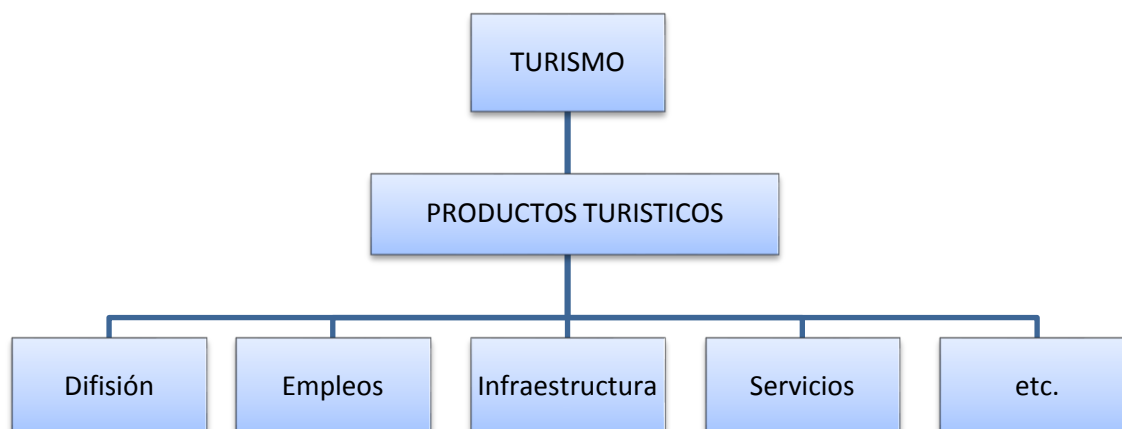 TURISMO
PRODUCTOS TURISTICOS
Difisión
Empleos
Infraestructura
Servicios
etc.